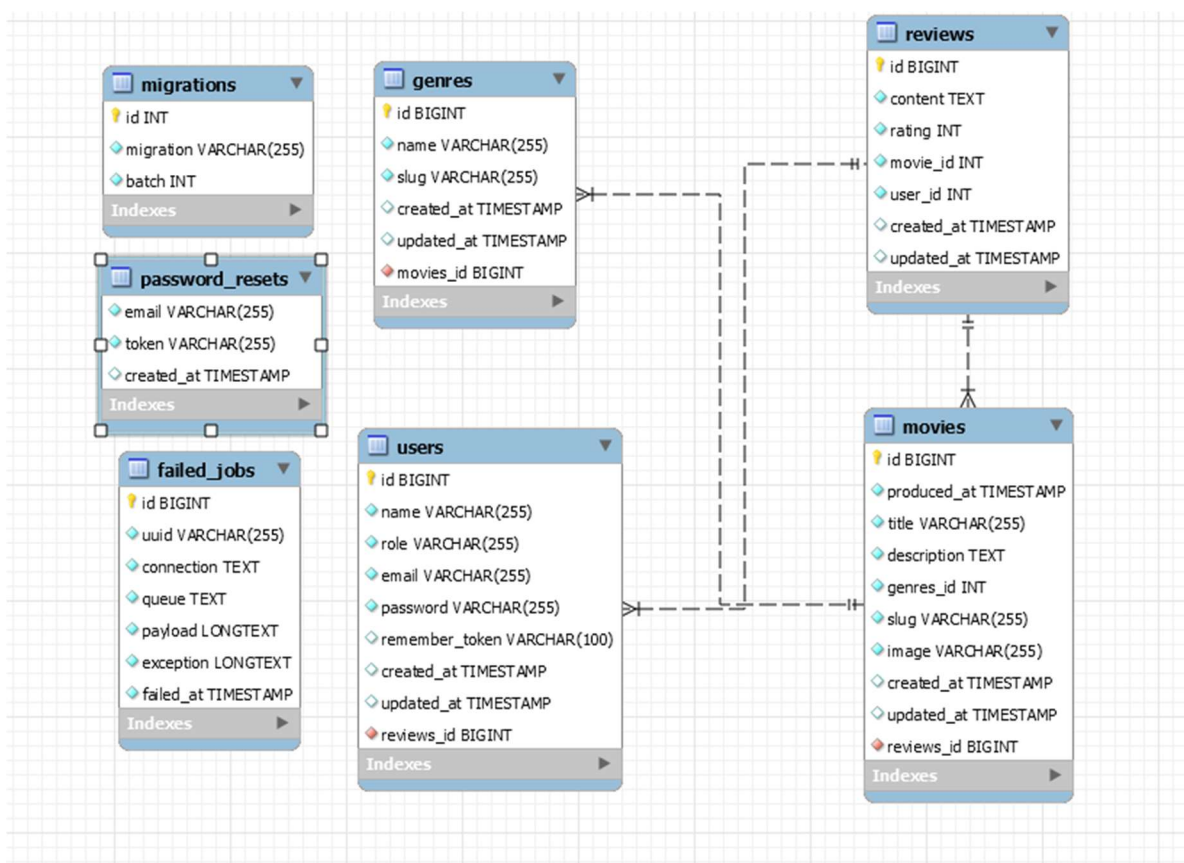 migrations
id INT
migration VARCHAR(255)
batch INT
Indexes
password_resets
email VARCHAR(255)
token VARCHAR(255)
created_at TIMESTAMP
Indexes
failed_jobs
id BIGINT
uuid VARCHAR(255)
connection TEXT
queue TEXT
payload LONGTEXT
exception LONGTEXT
failed_at TIMESTAMP
Indexes
genres
id BIGINT
name VARCHAR(255)
slug VARCHAR(255)
created_at TIMESTAMP
updated_at TIMESTAMP
movies_id BIGINT
Indexes
users
id BIGINT
name VARCHAR(255)
role VARCHAR(255)
email VARCHAR(255)
password VARCHAR(255)
remember_token VARCHAR(100)
created_at TIMESTAMP
updated_at TIMESTAMP
reviews_id BIGINT
Indexes
reviews
id BIGINT
content TEXT
rating INT
movie_id INT
user_id INT
created_at TIMESTAMP
updated_at TIMESTAMP
Indexes
movies
id BIGINT
produced_at TIMESTAMP
title VARCHAR(255)
description TEXT
genres_id INT
slug VARCHAR(255)
image VARCHAR(255)
created_at TIMESTAMP
updated_at TIMESTAMP
reviews_id BIGINT
Indexes